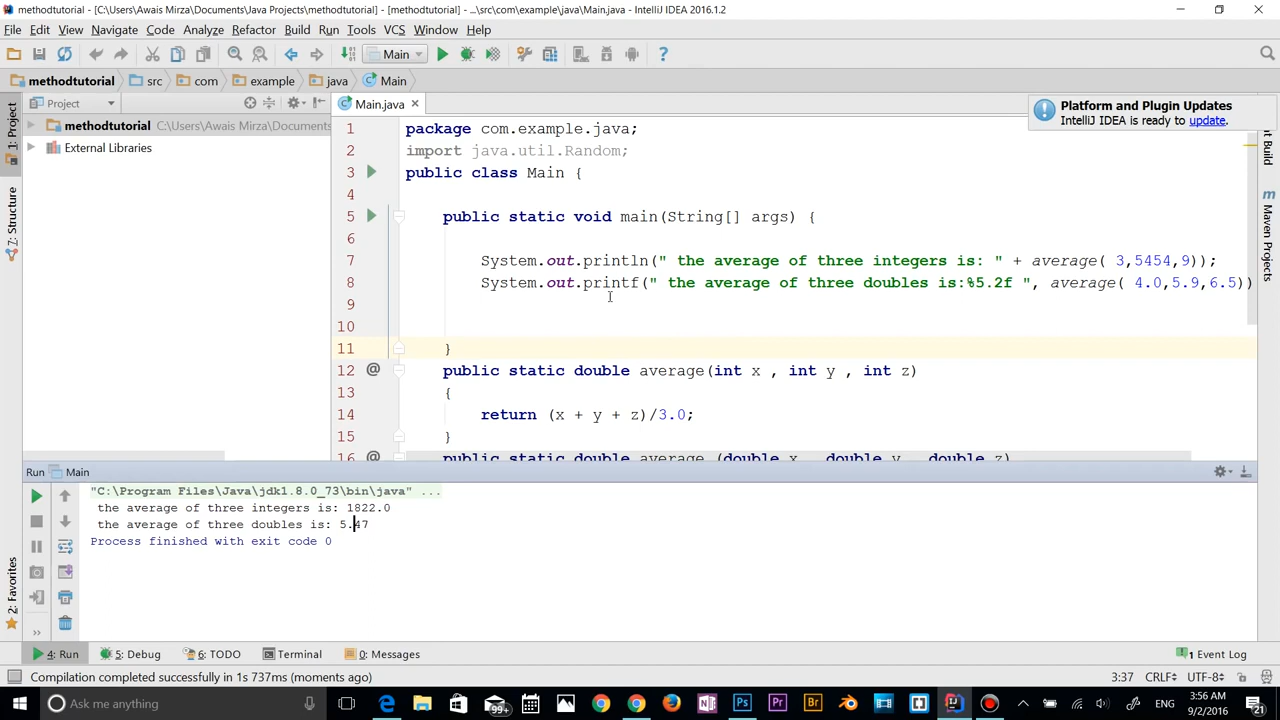 methodtutorial - [C:\Users\Awais Mirza\Documents\Java Projects\methodtutorial] - [methodtutorial] - ...\src\com\example\java\Main.java - IntelliJ IDEA 2016.1.2
File Edit View Navigate Code Analyze Refactor Build Run Tools VCS Window Help
Main
methodtutorial src com example java Main
Project
Main.java
Platform and Plugin Updates
IntelliJ IDEA is ready to update.
methodtutorial C:\Users\Awais Mirza\Documents
External Libraries
1: Project
7: Structure
2: Favorites
Maven Projects
1 package com.example.java;
2 import java.util.Random;
3 public class Main {
4
5 public static void main(String[] args) {
6
7 System.out.println(" the average of three integers is: " + average( 3,5454,9));
8 System.out.printf(" the average of three doubles is:%5.2f ", average( 4.0,5.9,6.5))
9
10
11 }
12 public static double average(int x , int y , int z)
13 {
14 return (x + y + z)/3.0;
15 }
16 public static double average (double x , double y , double z)
Run Main
"C:\Program Files\Java\jdk1.8.0_73\bin\java" ...
the average of three integers is: 1822.0
the average of three doubles is: 5.47
Process finished with exit code 0
4: Run 5: Debug 6: TODO Terminal 0: Messages 1 Event Log
Compilation completed successfully in 1s 737ms (moments ago) 3:37 CRLF UTF-8
Ask me anything 99+ ENG 3:56 AM
9/2/2016 21